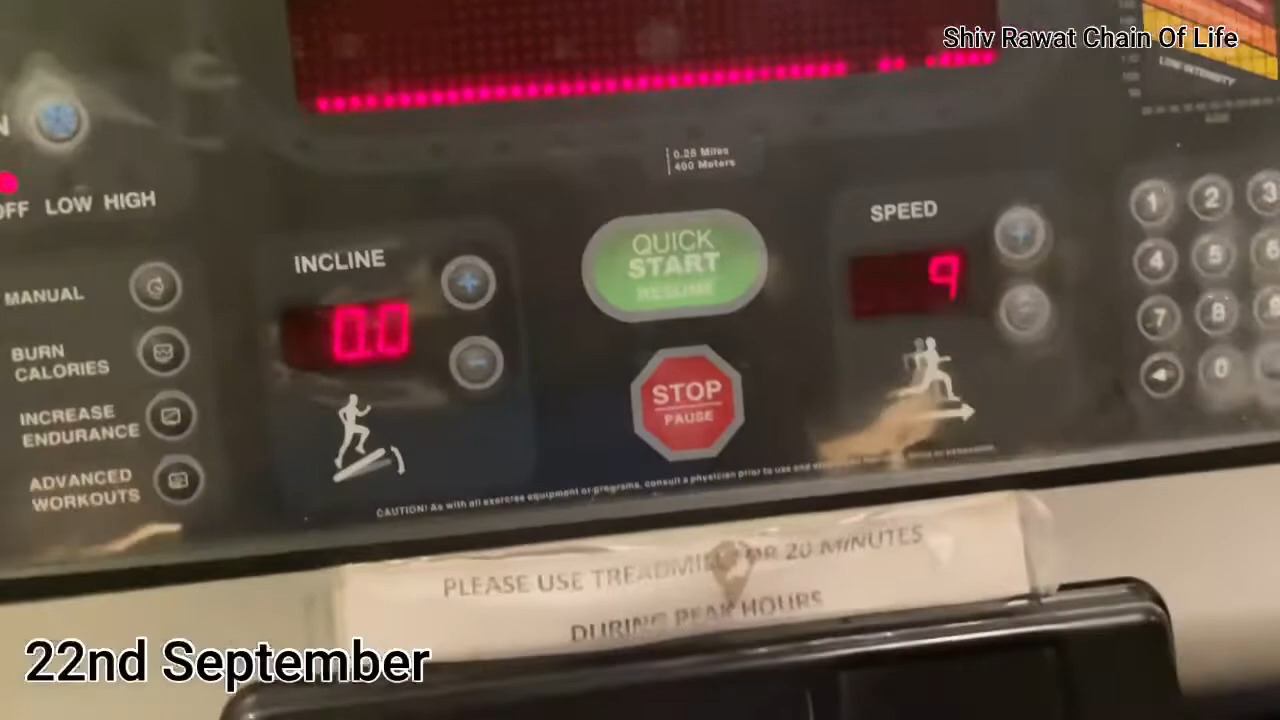 Shiv Rawat Chain Of Life
LOW INTENSITY
0.25 Miles
400 Meters
OFF LOW HIGH
SPEED
9
INCLINE
0.0
QUICK
START
RESUME
STOP
PAUSE
MANUAL
BURN
CALORIES
INCREASE
ENDURANCE
ADVANCED
WORKOUTS
1 2 3
4 5 6
7 8 9
0
CAUTION! As with all exercise equipment or programs, consult a physician prior to use and
PLEASE USE TREADMILL FOR 20 MINUTES
DURING PEAK HOURS
22nd September